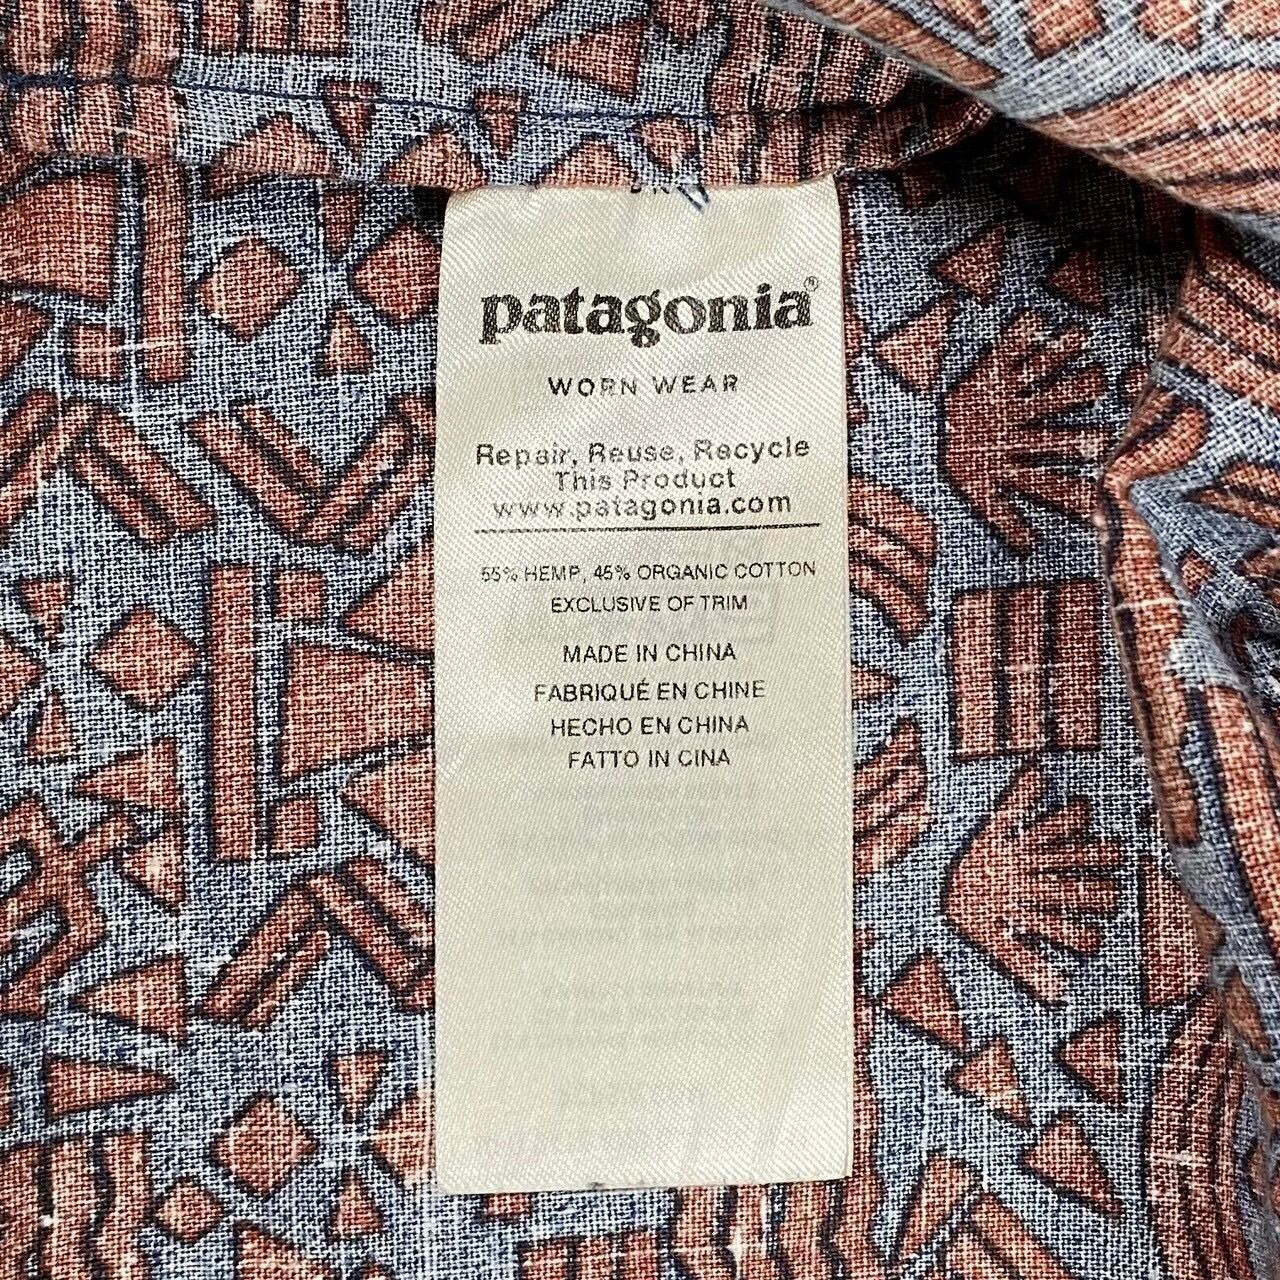 patagonia®
WORN WEAR
Repair, Reuse, Recycle
This Product
www.patagonia.com
55% HEMP, 45% ORGANIC COTTON
EXCLUSIVE OF TRIM
MADE IN CHINA
FABRIQUÉ EN CHINE
HECHO EN CHINA
FATTO IN CINA